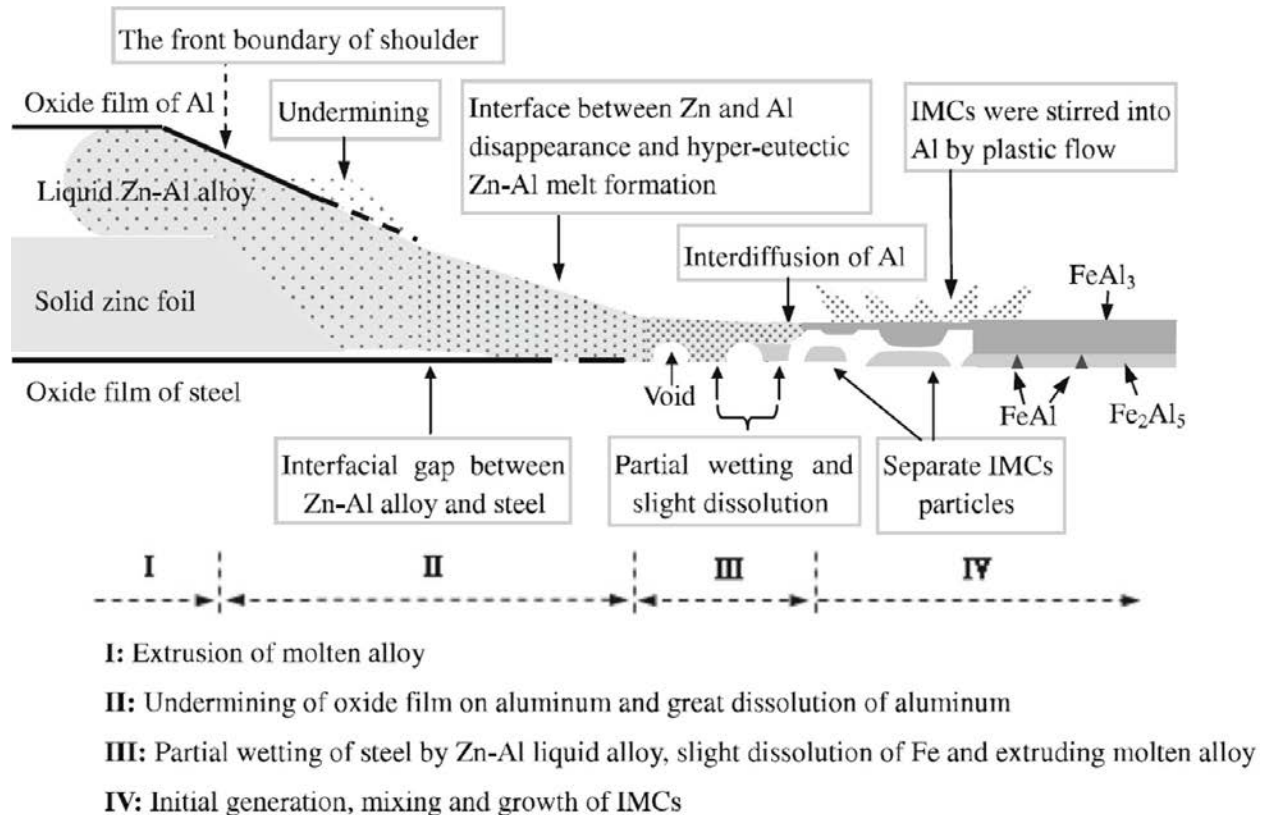 The front boundary of shoulder
Oxide film of Al
Undermining
Interface between Zn and Al
disappearance and hyper-eutectic
Zn-Al melt formation
IMCs were stirred into
Al by plastic flow
Liquid Zn-Al alloy
Interdiffusion of Al
FeAl3
Solid zinc foil
Oxide film of steel
Void
FeAl
Fe2Al5
Interfacial gap between
Zn-Al alloy and steel
Partial wetting and
slight dissolution
Separate IMCs
particles
I
II
III
IV
I: Extrusion of molten alloy
II: Undermining of oxide film on aluminum and great dissolution of aluminum
III: Partial wetting of steel by Zn-Al liquid alloy, slight dissolution of Fe and extruding molten alloy
IV: Initial generation, mixing and growth of IMCs